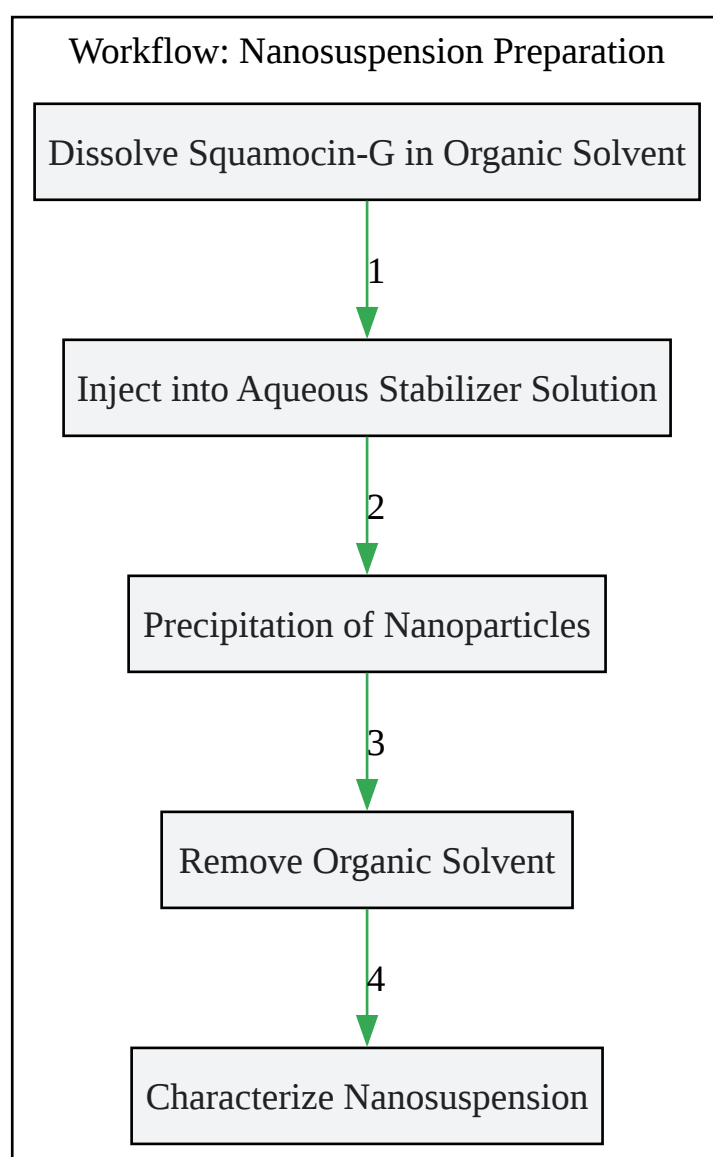 Workflow: Nanosuspension Preparation
Dissolve Squamocin-G in Organic Solvent
1
Inject into Aqueous Stabilizer Solution
2
Precipitation of Nanoparticles
3
Remove Organic Solvent
4
Characterize Nanosuspension